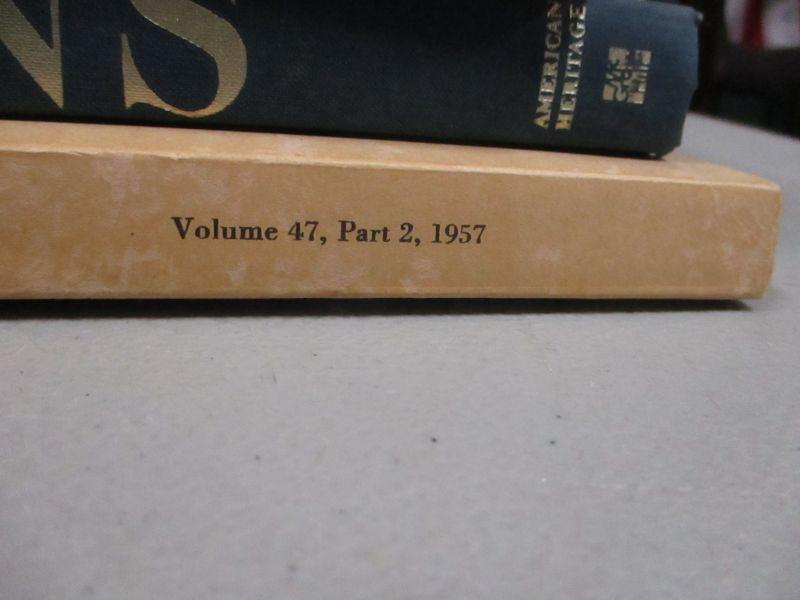 NS
AMERICAN
HERITAGE
Volume 47, Part 2, 1957